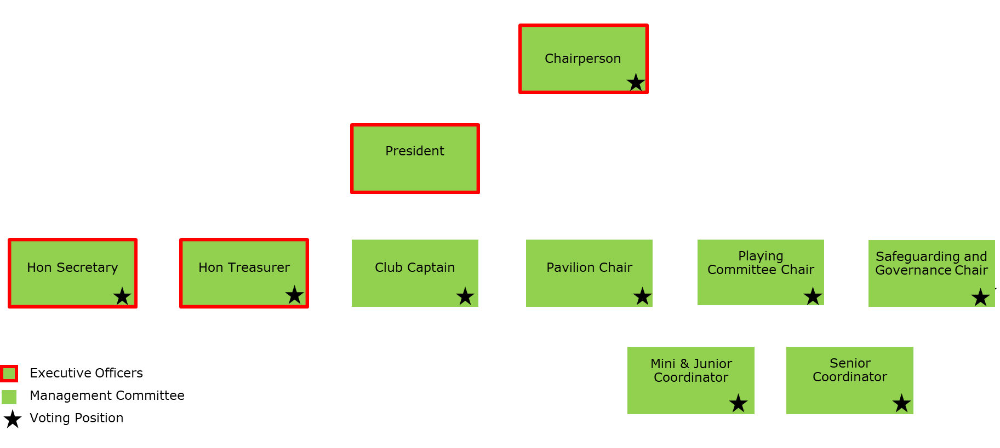 Chairperson
President
Hon Secretary
Hon Treasurer
Club Captain
Pavilion Chair
Playing
Committee Chair
Safeguarding and
Governance Chair
Mini & Junior
Coordinator
Senior
Coordinator
Executive Officers
Management Committee
Voting Position